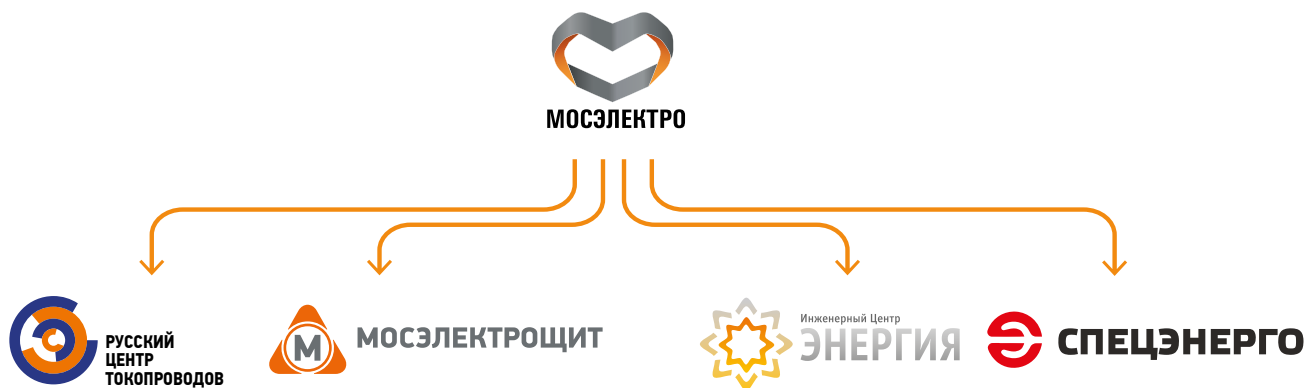 МОСЭЛЕКТРО
РУССКИЙ
ЦЕНТР
ТОКОПРОВОДОВ
М
МОСЭЛЕКТРОЩИТ
Инженерный Центр
ЭНЕРГИЯ
СПЕЦЭНЕРГО